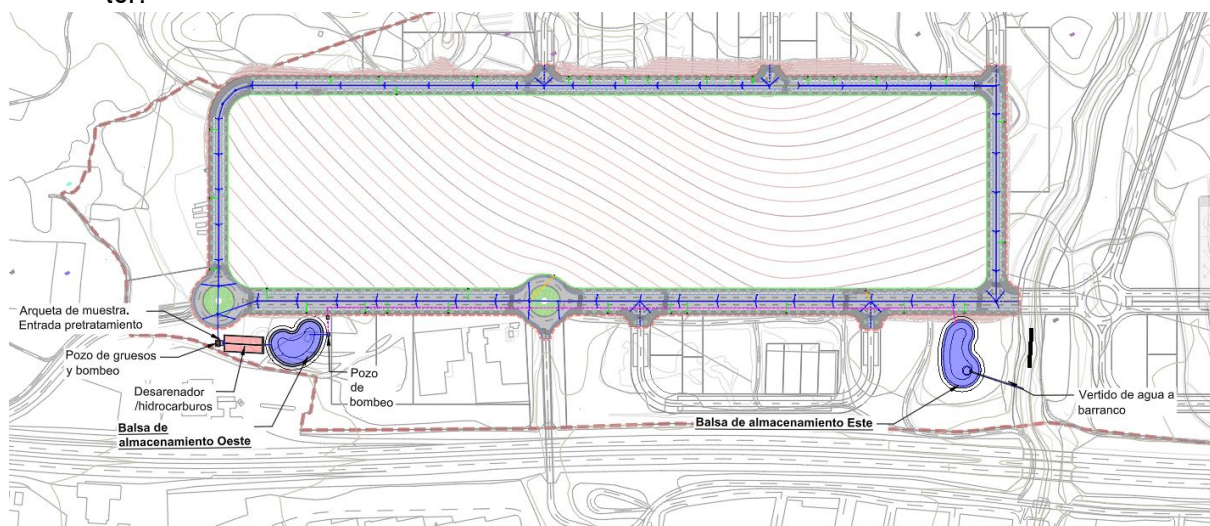 Arqueta de muestra.
Entrada pretratamiento
Pozo de gruesos
y bombeo
Desarenador
/hidrocarburos
Balsa de
almacenamiento Oeste
Pozo
de
bombeo
Balsa de almacenamiento Este
Vertido de agua a
barranco